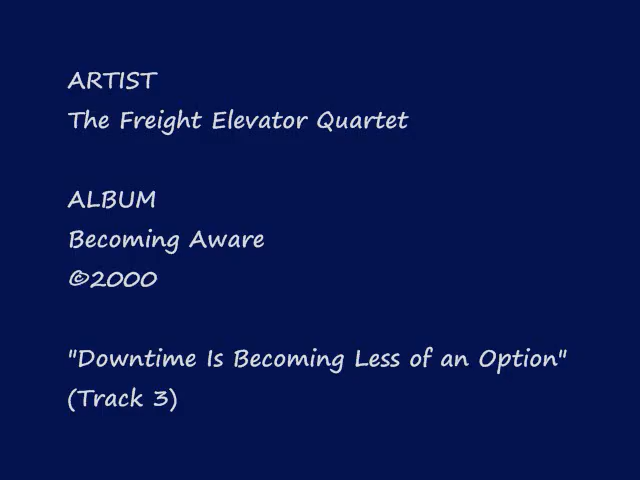 ARTIST
The Freight Elevator Quartet
ALBUM
Becoming Aware
©2000
"Downtime Is Becoming Less of an Option"
(Track 3)